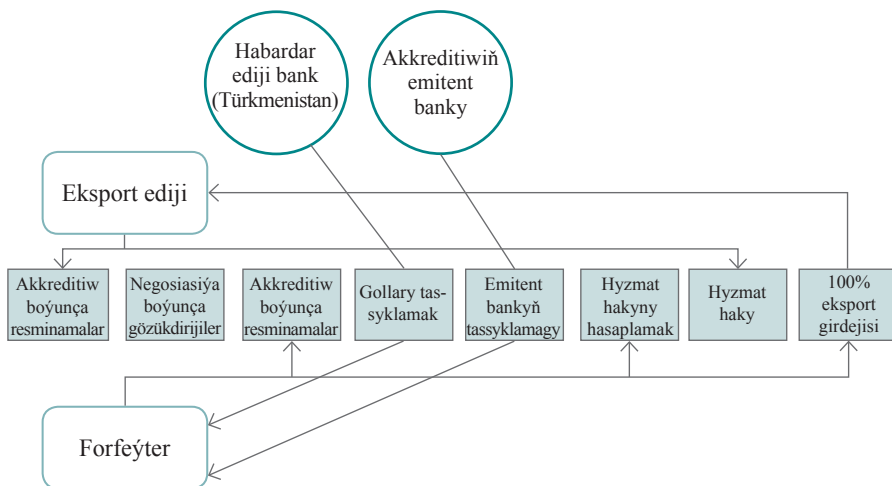 Habardar
ediji bank
(Türkmenistan)
Akkreditiwiň
emitent
banky
Eksport ediji
Akkreditiw
boýunça
resminamalar
Negosiasiýa
boýunça
gözükdirijiler
Akkreditiw
boýunça
resminamalar
Gollary tas-
syklamak
Emitent
bankyň
tassyklamagy
Hyzmat
hakyny
hasaplamak
Hyzmat
haky
100%
eksport
girdejisi
Forfeýter